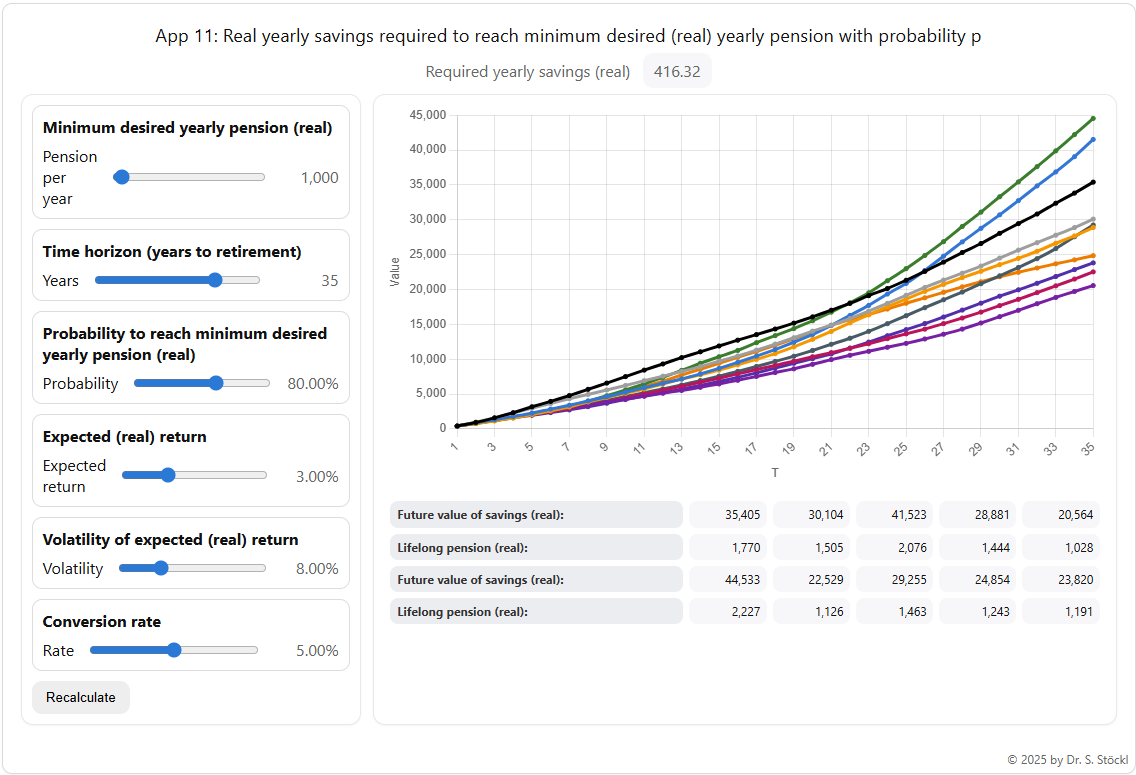 App 11: Real yearly savings required to reach minimum desired (real) yearly pension with probability p
Required yearly savings (real) 416.32
Minimum desired yearly pension (real)
Pension
per
year
1,000
Time horizon (years to retirement)
Years 35
Probability to reach minimum desired
yearly pension (real)
Probability 80.00%
Expected (real) return
Expected
return
3.00%
Volatility of expected (real) return
Volatility 8.00%
Conversion rate
Rate 5.00%
Recalculate
45,000
40,000
35,000
30,000
25,000
20,000
15,000
10,000
5,000
0
Value
1 3 5 7 9 11 13 15 17 19 21 23 25 27 29 31 33 35
T
Future value of savings (real): 35,405 30,104 41,523 28,881 20,564
Lifelong pension (real): 1,770 1,505 2,076 1,444 1,028
Future value of savings (real): 44,533 22,529 29,255 24,854 23,820
Lifelong pension (real): 2,227 1,126 1,463 1,243 1,191
© 2025 by Dr. S. Stöckl